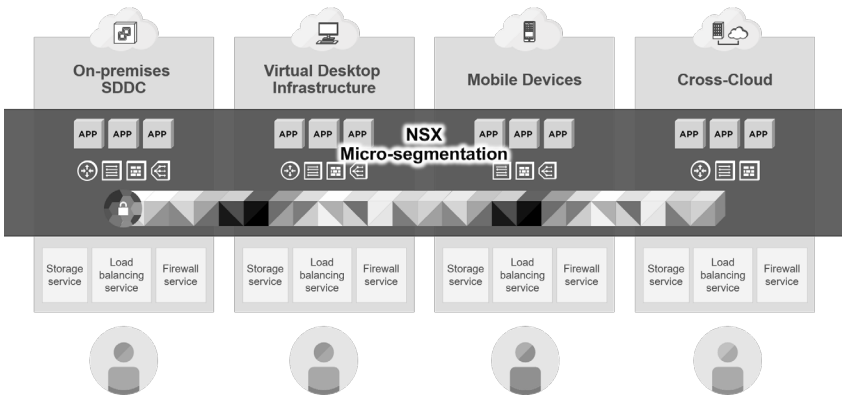 On-premises
SDDC
Virtual Desktop
Infrastructure
Mobile Devices
Cross-Cloud
APP APP APP
APP APP APP
APP APP APP
APP APP APP
NSX
Micro-segmentation
Storage
service
Load
balancing
service
Firewall
service
Storage
service
Load
balancing
service
Firewall
service
Storage
service
Load
balancing
service
Firewall
service
Storage
service
Load
balancing
service
Firewall
service